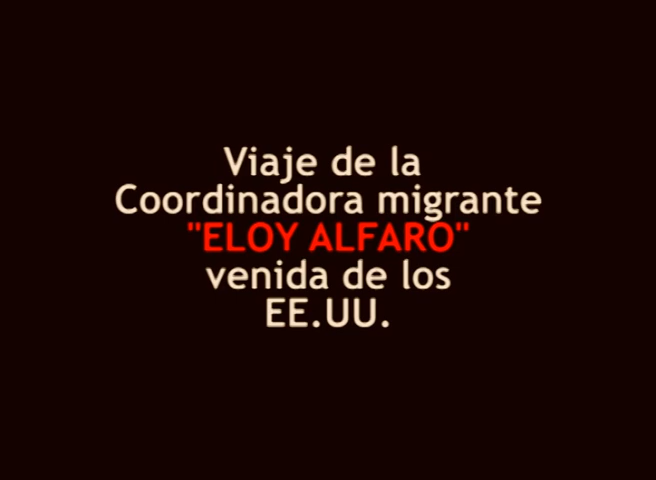 Viaje de la
Coordinadora migrante
"ELOY ALFARO"
venida de los
EE.UU.